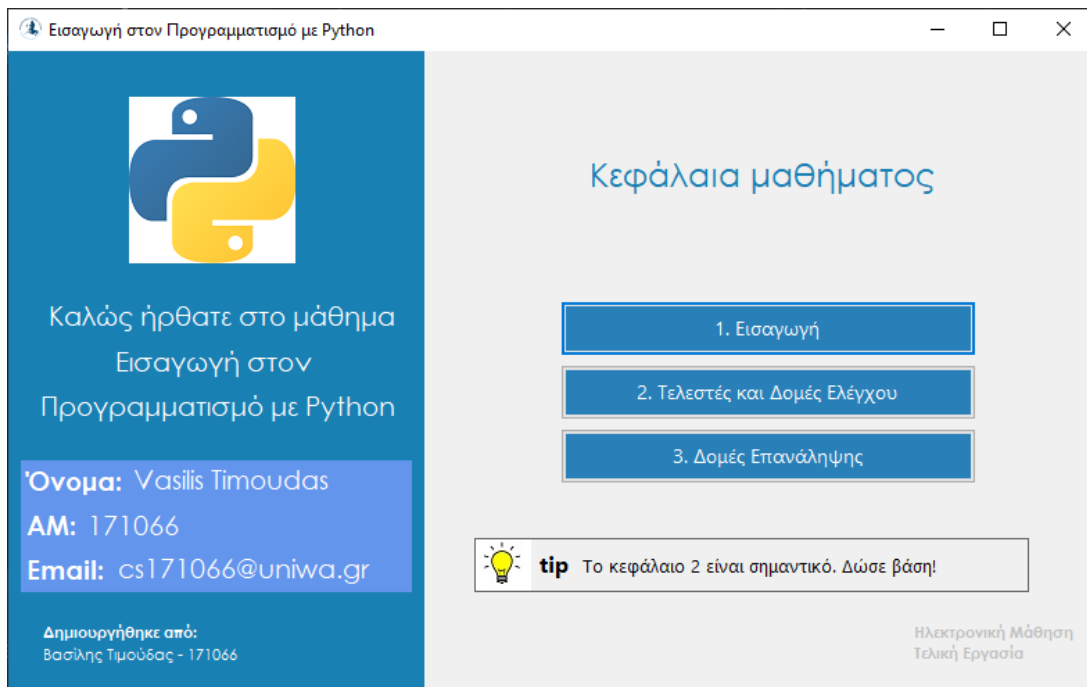 Εισαγωγή στον Προγραμματισμό με Python
Καλώς ήρθατε στο μάθημα
Εισαγωγή στον
Προγραμματισμό με Python
Όνομα: Vasilis Timoudas
ΑΜ: 171066
Email: cs171066@uniwa.gr
Δημιουργήθηκε από:
Βασίλης Τιμούδας - 171066
Κεφάλαια μαθήματος
1. Εισαγωγή
2. Τελεστές και Δομές Ελέγχου
3. Δομές Επανάληψης
tip Το κεφάλαιο 2 είναι σημαντικό. Δώσε βάση!
Ηλεκτρονική Μάθηση
Τελική Εργασία